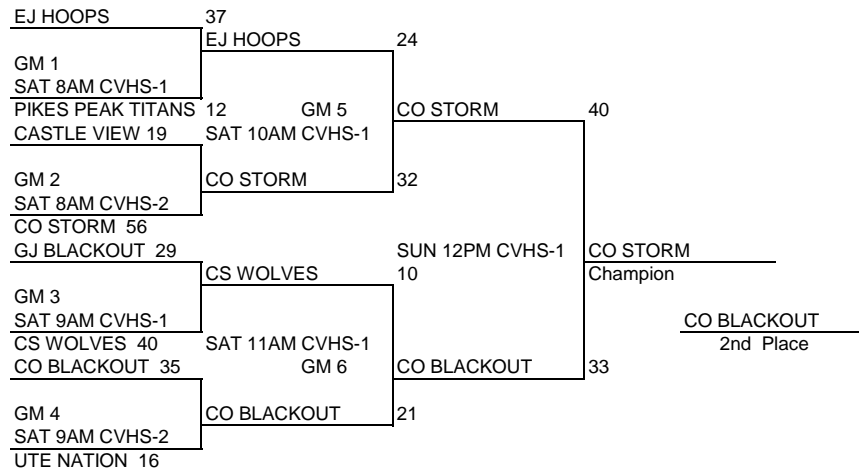 EJ HOOPS 37
EJ HOOPS 24
GM 1
SAT 8AM CVHS-1
PIKES PEAK TITANS 12 GM 5 CO STORM 40
CASTLE VIEW 19 SAT 10AM CVHS-1
GM 2 CO STORM 32
SAT 8AM CVHS-2
CO STORM 56
GJ BLACKOUT 29 SUN 12PM CVHS-1 CO STORM
CS WOLVES 10 Champion
GM 3
SAT 9AM CVHS-1 CO BLACKOUT
CS WOLVES 40 SAT 11AM CVHS-1 2nd Place
CO BLACKOUT 35 GM 6 CO BLACKOUT 33
GM 4 CO BLACKOUT 21
SAT 9AM CVHS-2
UTE NATION 16